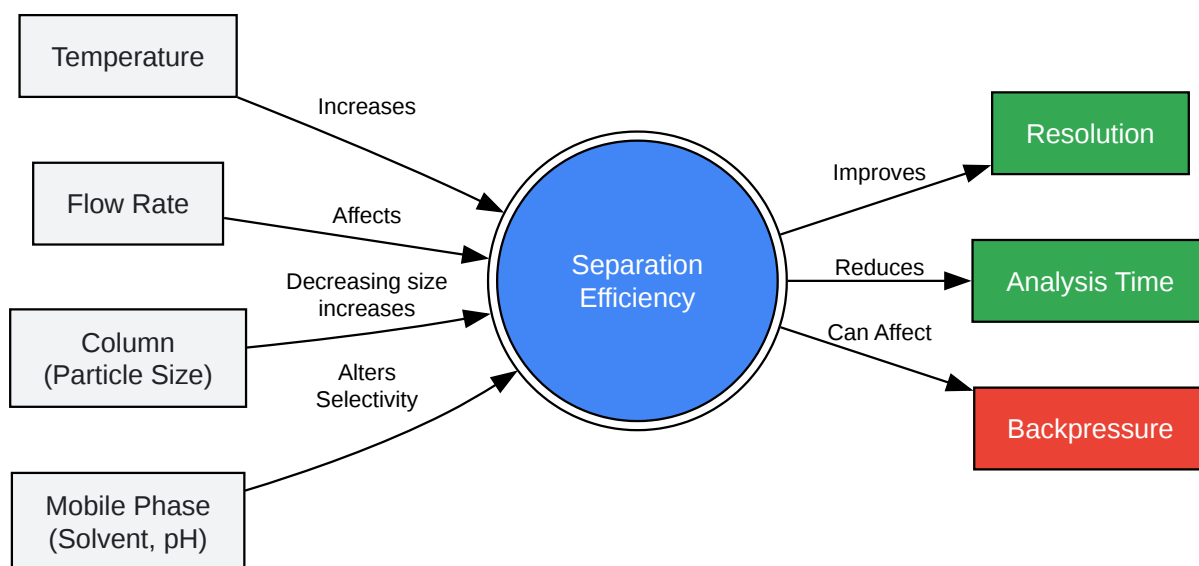 Temperature
Increases
Flow Rate
Affects
Decreasing size
increases
Column
(Particle Size)
Alters
Selectivity
Mobile Phase
(Solvent, pH)
Separation
Efficiency
Improves
Resolution
Reduces
Analysis Time
Can Affect
Backpressure